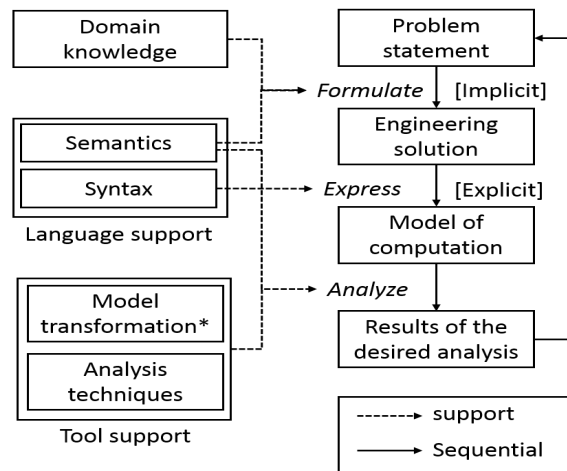 Domain
knowledge
Semantics
Syntax
Language support
Model
transformation*
Analysis
techniques
Tool support
Problem
statement
Formulate [Implicit]
Engineering
solution
Express [Explicit]
Model of
computation
Analyze
Results of the
desired analysis
support
Sequential